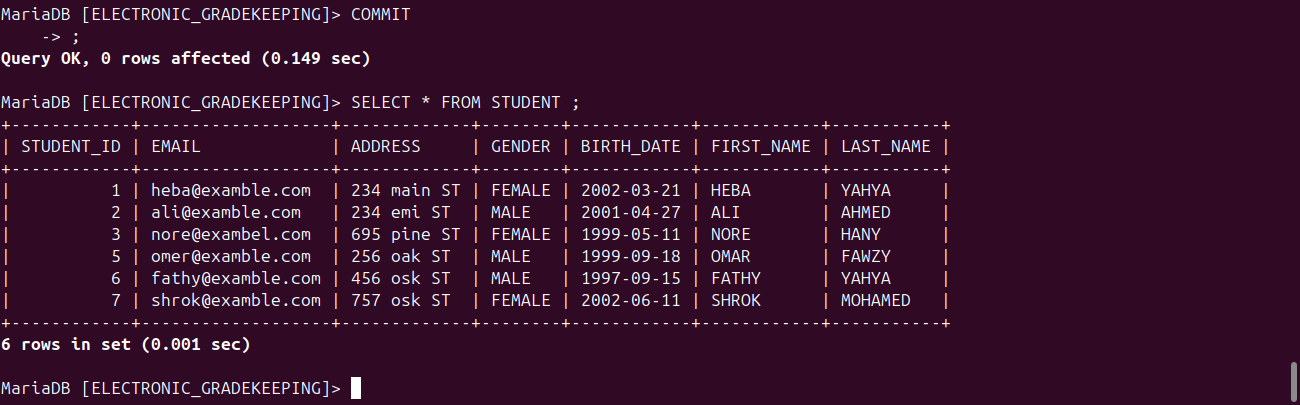 MariaDB [ELECTRONIC_GRADEKEEPING]> COMMIT
    -> ;
Query OK, 0 rows affected (0.149 sec)

MariaDB [ELECTRONIC_GRADEKEEPING]> SELECT * FROM STUDENT ;
+------------+-------------------+-------------+--------+------------+------------+-----------+
| STUDENT_ID | EMAIL             | ADDRESS     | GENDER | BIRTH_DATE | FIRST_NAME | LAST_NAME |
+------------+-------------------+-------------+--------+------------+------------+-----------+
|          1 | heba@examble.com  | 234 main ST | FEMALE | 2002-03-21 | HEBA       | YAHYA     |
|          2 | ali@examble.com   | 234 emi ST  | MALE   | 2001-04-27 | ALI        | AHMED     |
|          3 | nore@exambel.com  | 695 pine ST | FEMALE | 1999-05-11 | NORE       | HANY      |
|          5 | omer@examble.com  | 256 oak ST  | MALE   | 1999-09-18 | OMAR       | FAWZY     |
|          6 | fathy@examble.com | 456 osk ST  | MALE   | 1997-09-15 | FATHY      | YAHYA     |
|          7 | shrok@examble.com | 757 osk ST  | FEMALE | 2002-06-11 | SHROK      | MOHAMED   |
+------------+-------------------+-------------+--------+------------+------------+-----------+
6 rows in set (0.001 sec)

MariaDB [ELECTRONIC_GRADEKEEPING]>